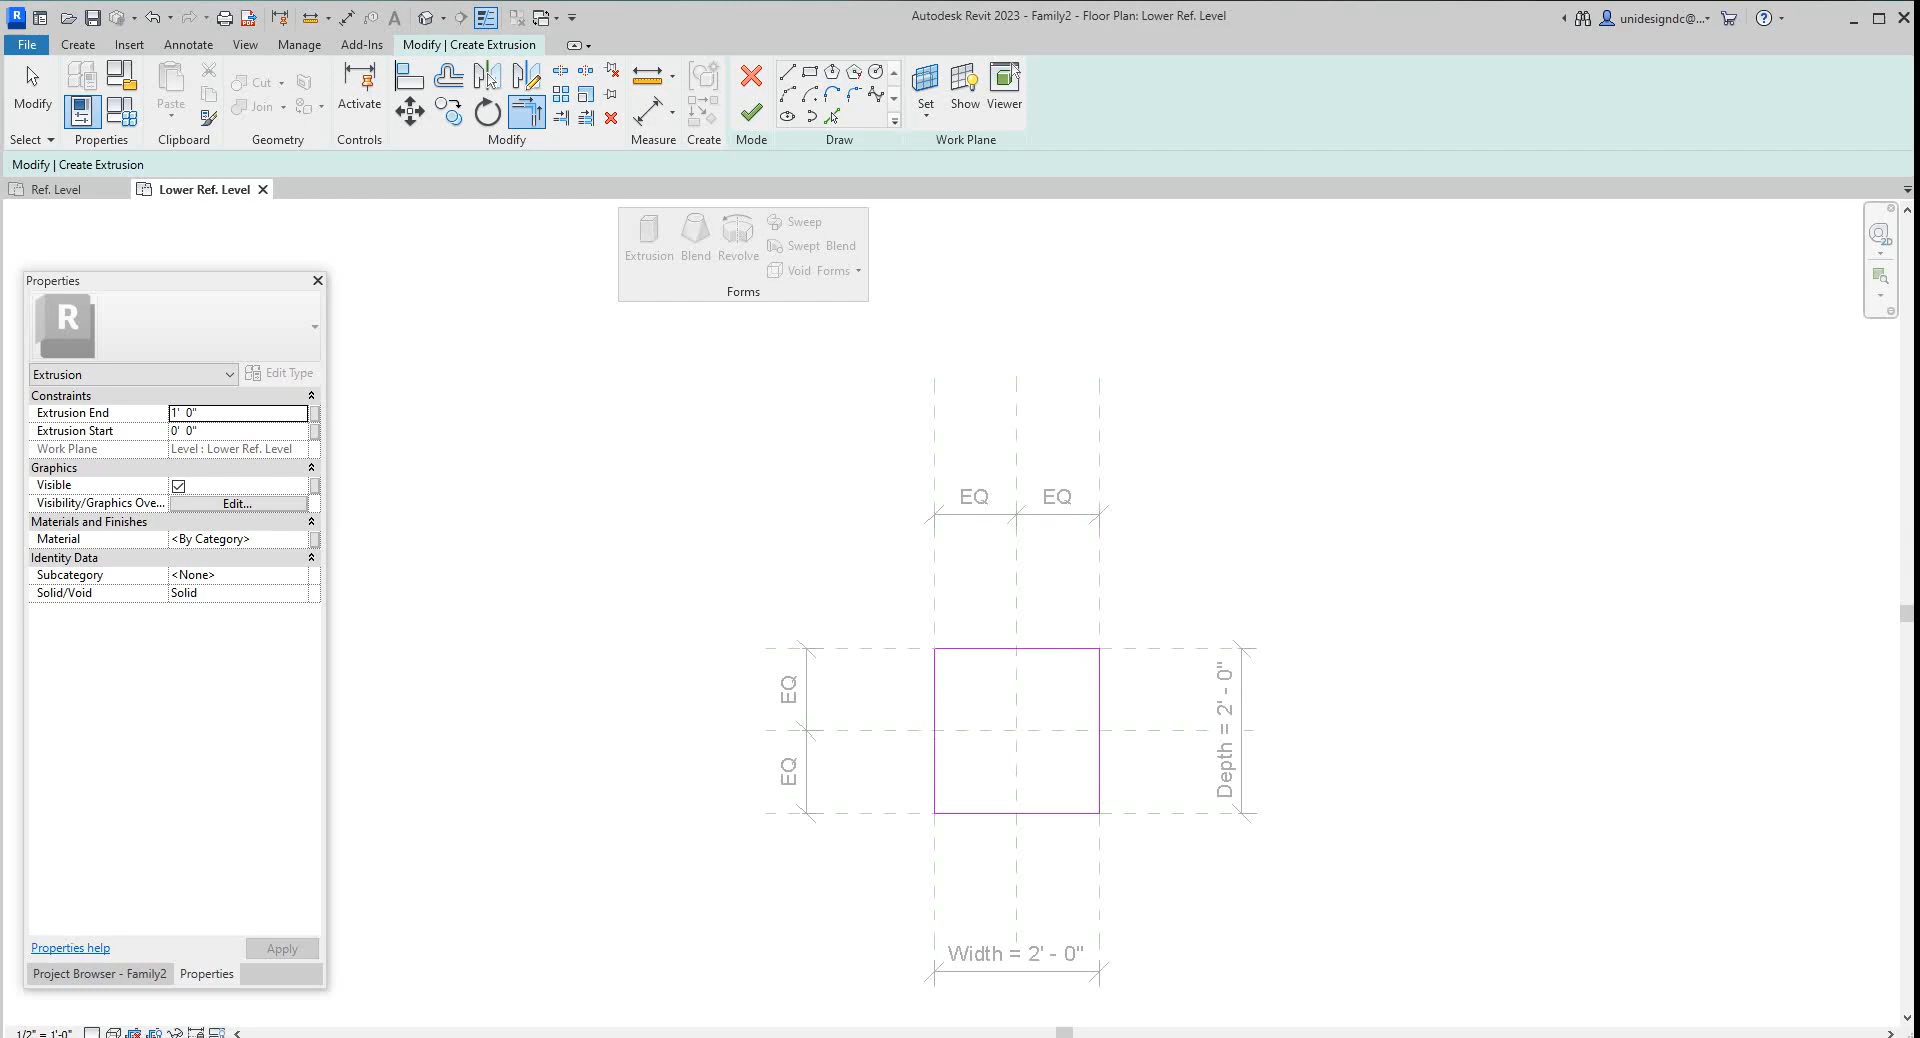 Autodesk Revit 2023 - Family2 - Floor Plan: Lower Ref. Level
unidesigndc@...
File Create Insert Annotate View Manage Add-Ins Modify | Create Extrusion
Modify
Paste
Cut
Join
Activate
Set
Show
Viewer
Select Properties Clipboard Geometry Controls Modify Measure Create Mode Draw Work Plane
Modify | Create Extrusion
Ref. Level
Lower Ref. Level
Extrusion
Blend
Revolve
Sweep
Swept Blend
Void Forms
Forms
Properties
R
Extrusion
Edit Type
Constraints
Extrusion End 1' 0"
Extrusion Start 0' 0"
Work Plane Level : Lower Ref. Level
Graphics
Visible
Visibility/Graphics Ove... Edit...
Materials and Finishes
Material <By Category>
Identity Data
Subcategory <None>
Solid/Void Solid
Properties help
Apply
Project Browser - Family2
Properties
EQ EQ
EQ
EQ
Depth = 2' - 0"
Width = 2' - 0"
1/2" = 1'-0"
2D